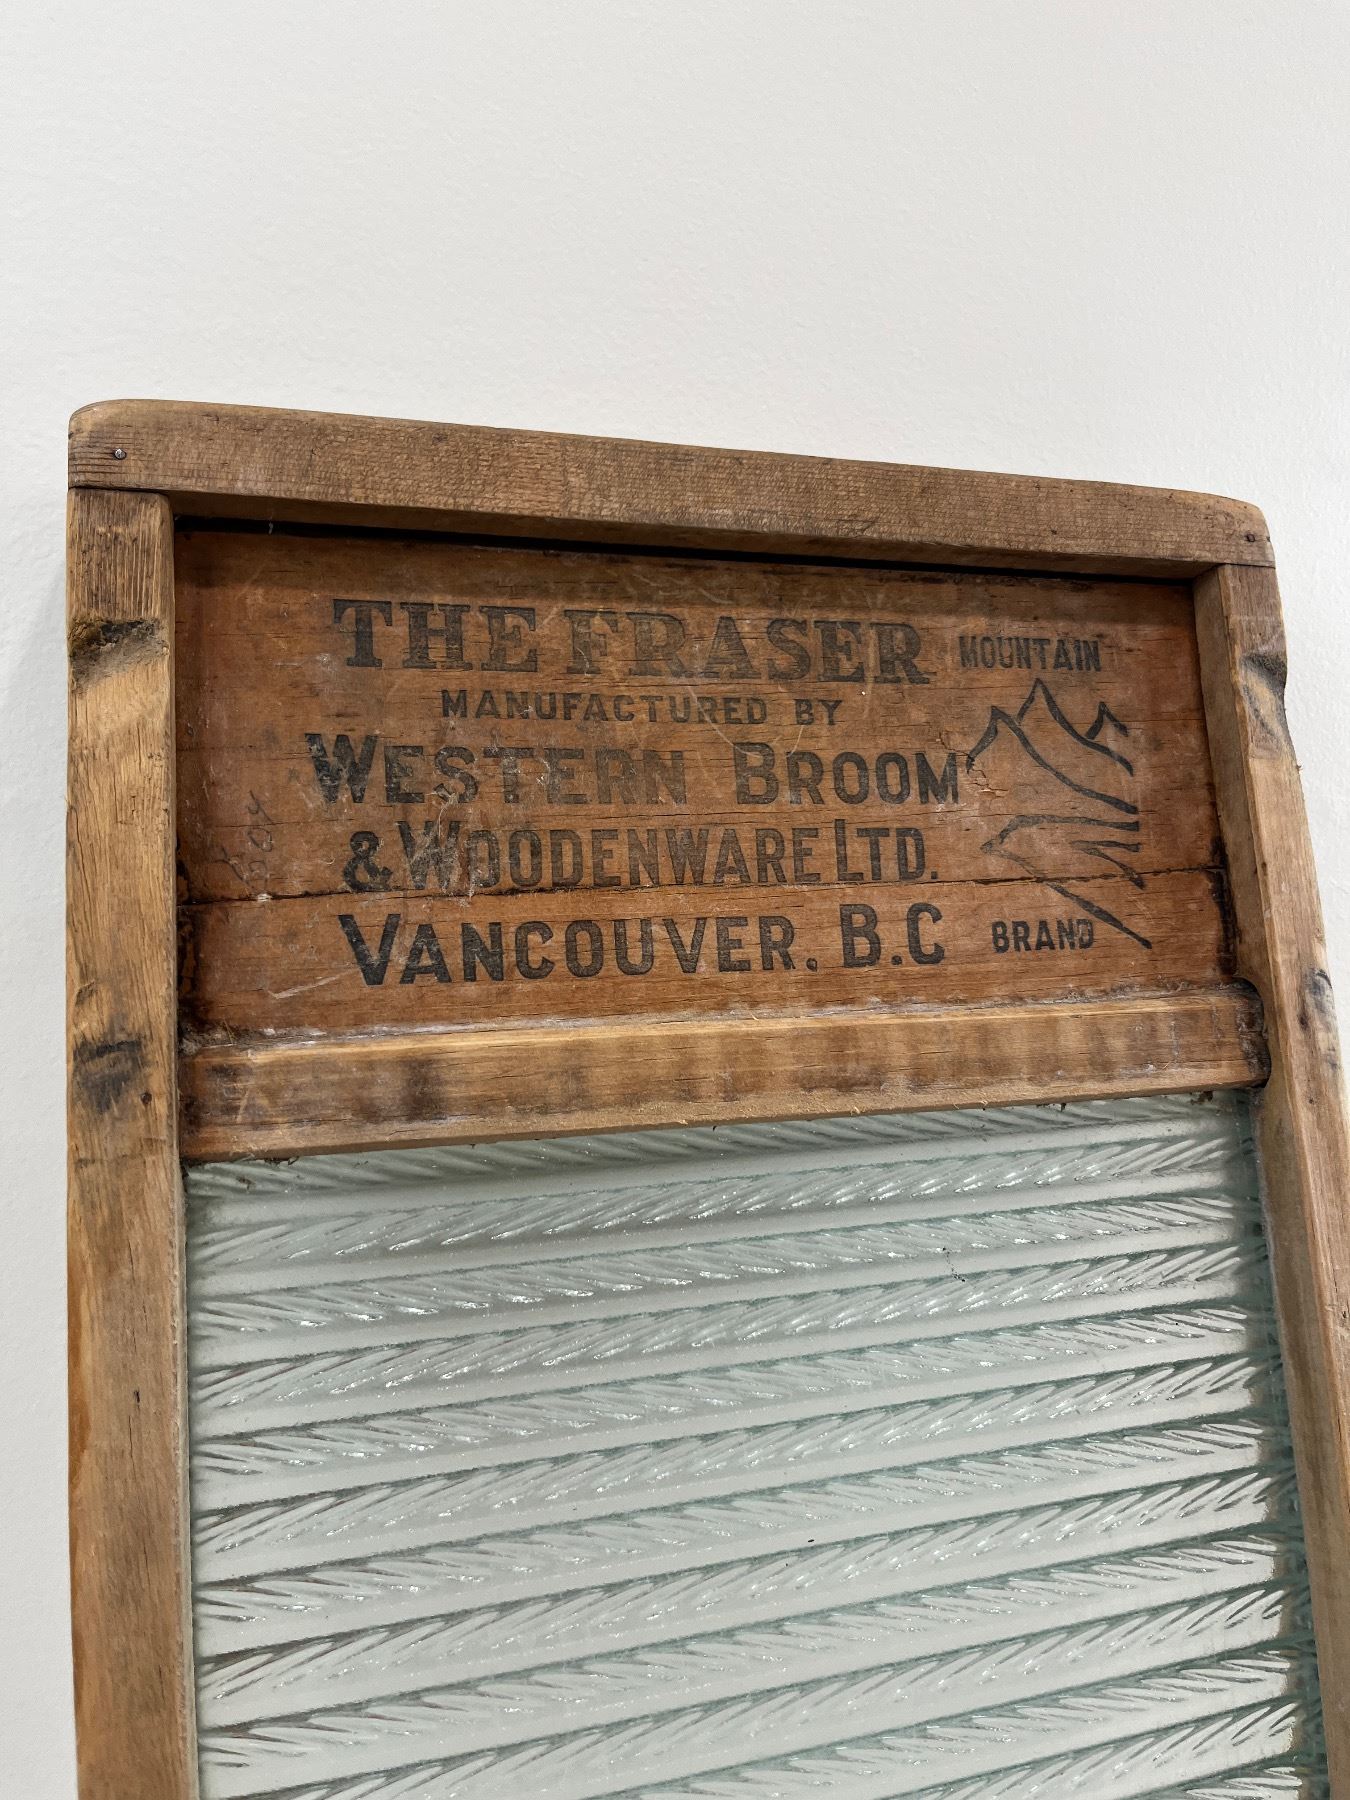 THE FRASER
MANUFACTURED BY
WESTERN BROOM
& WOODENWARE LTD.
VANCOUVER. B.C
MOUNTAIN
BRAND